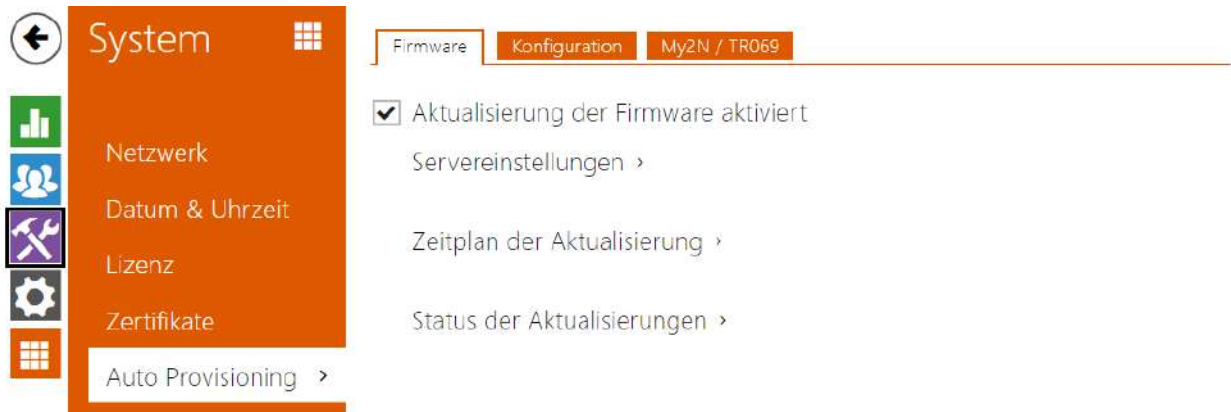 System
Netzwerk
Datum & Uhrzeit
Lizenz
Zertifikate
Auto Provisioning
Firmware
Konfiguration
My2N / TR069
Aktualisierung der Firmware aktiviert
Servereinstellungen
Zeitplan der Aktualisierung
Status der Aktualisierungen